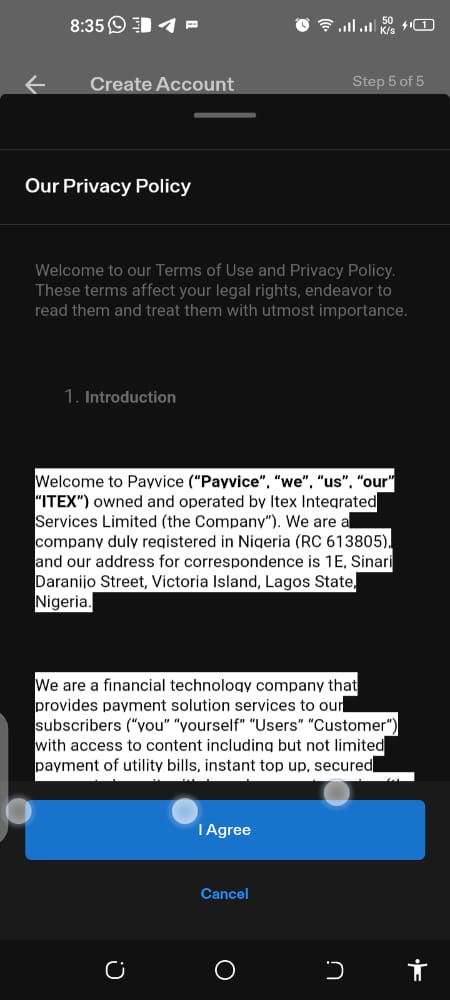 8:35
50
K/s
1
Create Account
Step 5 of 5
Our Privacy Policy
Welcome to our Terms of Use and Privacy Policy.
These terms affect your legal rights, endeavor to
read them and treat them with utmost importance.
1. Introduction
Welcome to Payvice (“Payvice”, “we”, “us”, “our”
“ITEX”) owned and operated by Itex Integrated
Services Limited (the Company”). We are a
company duly registered in Nigeria (RC 613805),
and our address for correspondence is 1E, Sinari
Daranijo Street, Victoria Island, Lagos State,
Nigeria.
We are a financial technology company that
provides payment solution services to our
subscribers (“you” “yourself” “Users” “Customer”)
with access to content including but not limited
payment of utility bills, instant top up, secured
I Agree
Cancel